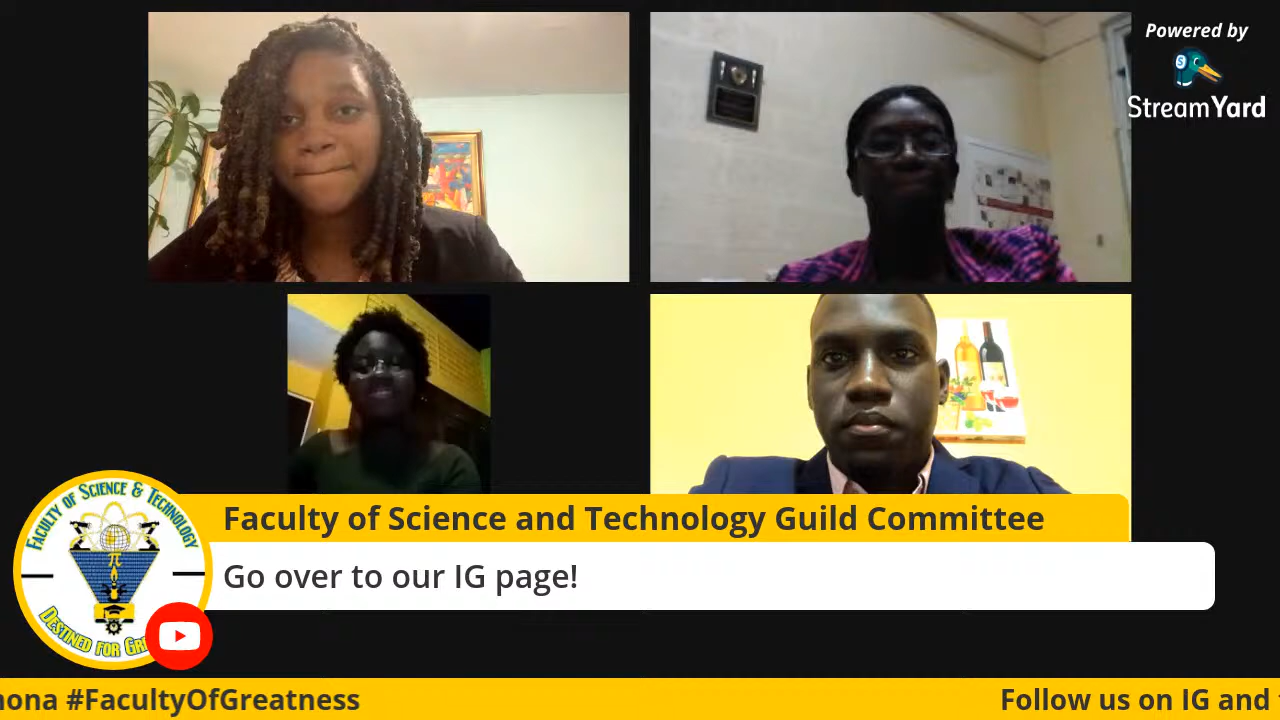 Powered by
StreamYard
FACULTY OF SCIENCE & TECHNOLOGY
π
DESTINED FOR
Faculty of Science and Technology Guild Committee
Go over to our IG page!
#FacultyOfGreatness
Follow us on IG and